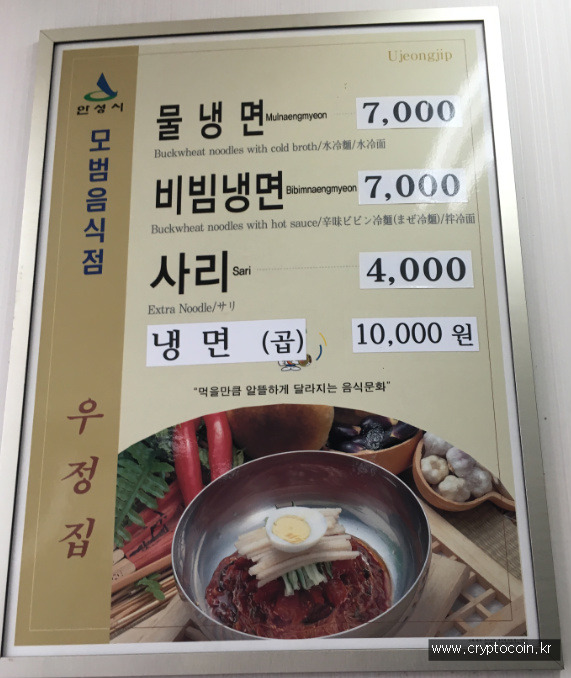 Ujeongjip
안성시
모범음식점
우정집
물냉면 Mulnaengmyeon 7,000
Buckwheat noodles with cold broth/水冷麵/水冷面
비빔냉면 Bibimnaengmyeon 7,000
Buckwheat noodles with hot sauce/辛味ビビン冷麵(まぜ冷麵)/拌冷面
사리 Sari 4,000
Extra Noodle/サリ
냉면 (곱) 10,000 원
"먹을만큼 알뜰하게 달라지는 음식문화"
www.cryptocoin.kr